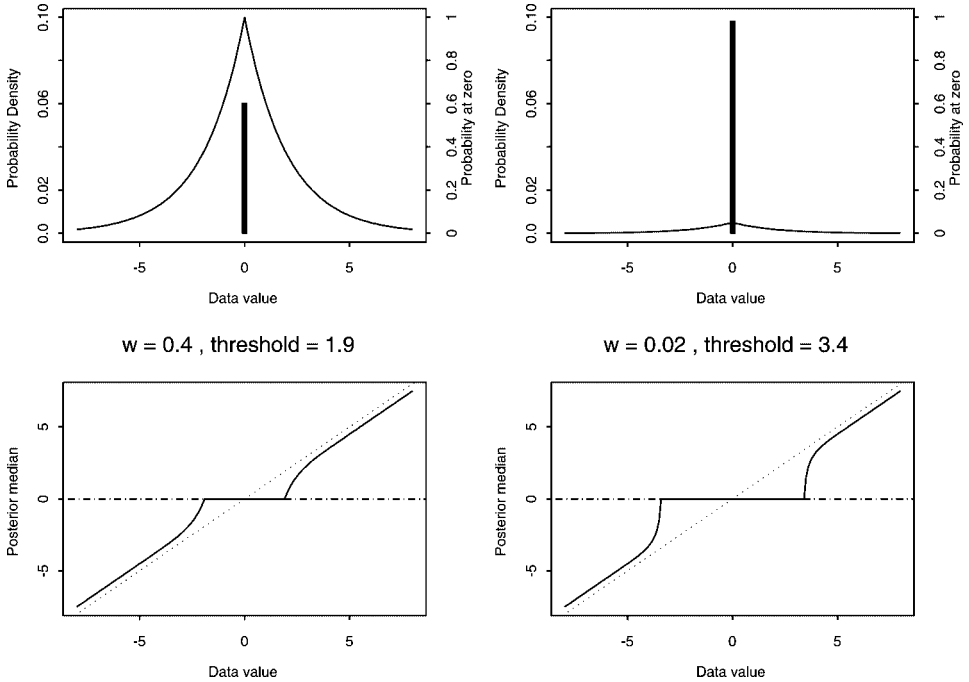 0.10
0.06
0.02
0.0
Probability Density
1
0.8
0.6
0.4
0.2
0
Probability at zero
-5 0 5
Data value
0.10
0.06
0.02
0.0
Probability Density
1
0.8
0.6
0.4
0.2
0
Probability at zero
-5 0 5
Data value
w = 0.4 , threshold = 1.9
w = 0.02 , threshold = 3.4
5
0
-5
Posterior median
-5 0 5
Data value
5
0
-5
Posterior median
-5 0 5
Data value